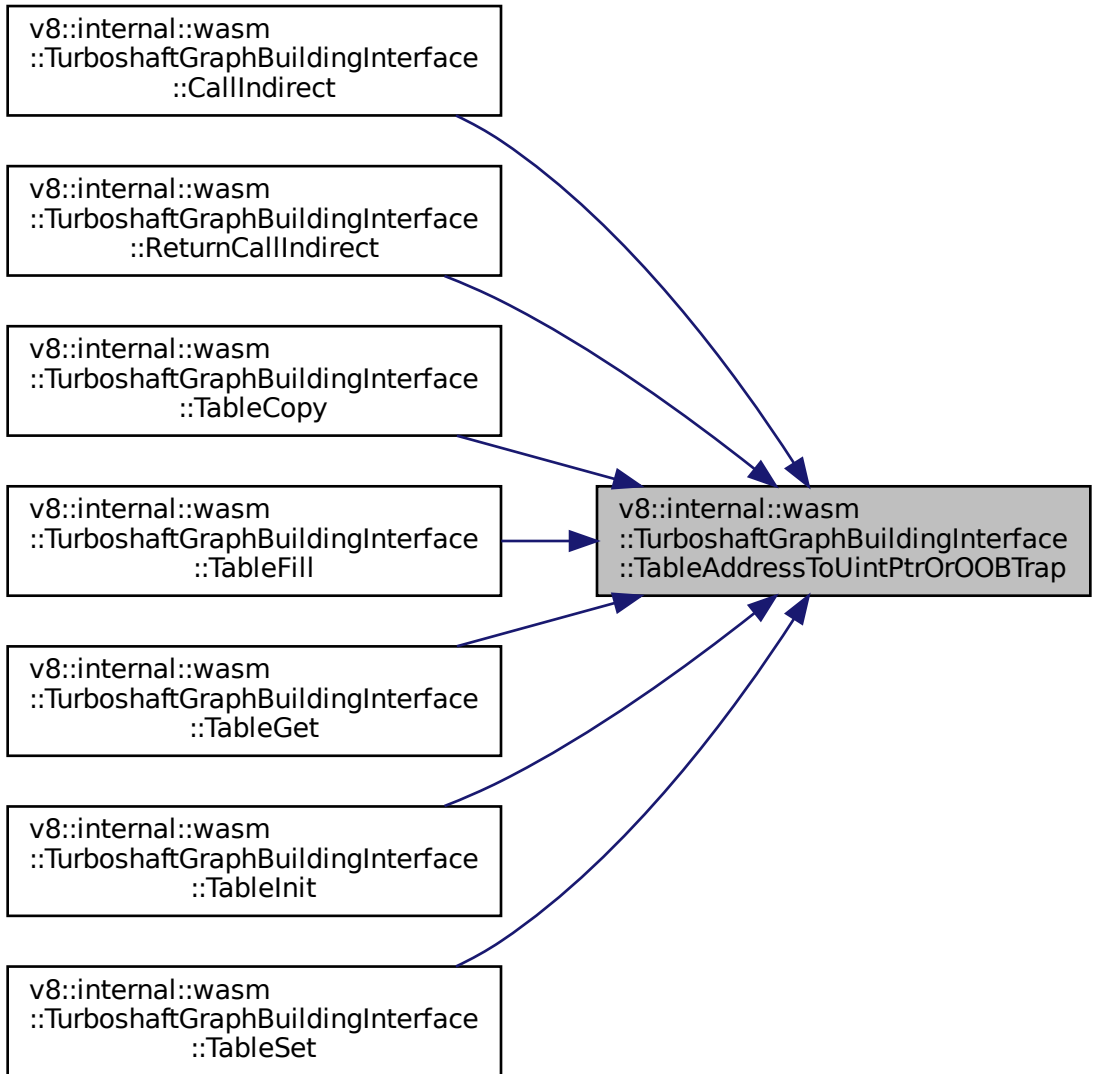 v8::internal::wasm
::TurboshaftGraphBuildingInterface
::CallIndirect
v8::internal::wasm
::TurboshaftGraphBuildingInterface
::ReturnCallIndirect
v8::internal::wasm
::TurboshaftGraphBuildingInterface
::TableCopy
v8::internal::wasm
::TurboshaftGraphBuildingInterface
::TableFill
v8::internal::wasm
::TurboshaftGraphBuildingInterface
::TableGet
v8::internal::wasm
::TurboshaftGraphBuildingInterface
::TableInit
v8::internal::wasm
::TurboshaftGraphBuildingInterface
::TableSet
v8::internal::wasm
::TurboshaftGraphBuildingInterface
::TableAddressToUintPtrOrOOBTrap